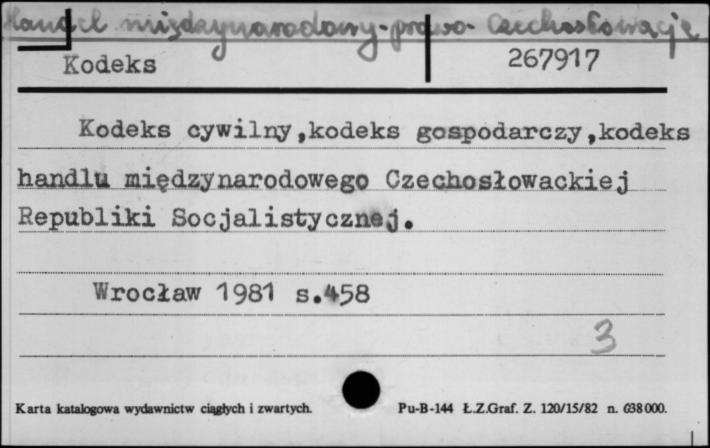 Handel międzynarodowy-prawo-Czechosłowacja
Kodeks 267917
Kodeks cywilny,kodeks gospodarczy,kodeks
handlu międzynarodowego Czechosłowackiej
Republiki Socjalistycznej.
Wrocław 1981 s.458
3
Karta katalogowa wydawnictw ciągłych i zwartych. Pu-B-144 Ł.Z.Graf. Z. 120/15/82 n. 638000.